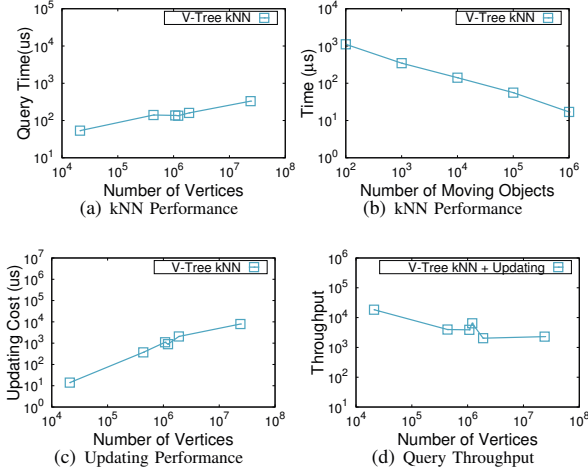 V-Tree kNN
10^5
10^4
10^3
10^2
10^1
Query Time(us)
10^4 10^5 10^6 10^7 10^8
Number of Vertices
(a) kNN Performance
V-Tree kNN
10^4
10^3
10^2
10^1
10^0
Time (μs)
10^2 10^3 10^4 10^5 10^6
Number of Moving Objects
(b) kNN Performance
V-Tree kNN
10^7
10^6
10^5
10^4
10^3
10^2
10^1
10^0
Updating Cost (us)
10^4 10^5 10^6 10^7 10^8
Number of Vertices
(c) Updating Performance
V-Tree kNN + Updating
10^6
10^5
10^4
10^3
10^2
10^1
Throughput
10^4 10^5 10^6 10^7 10^8
Number of Vertices
(d) Query Throughput